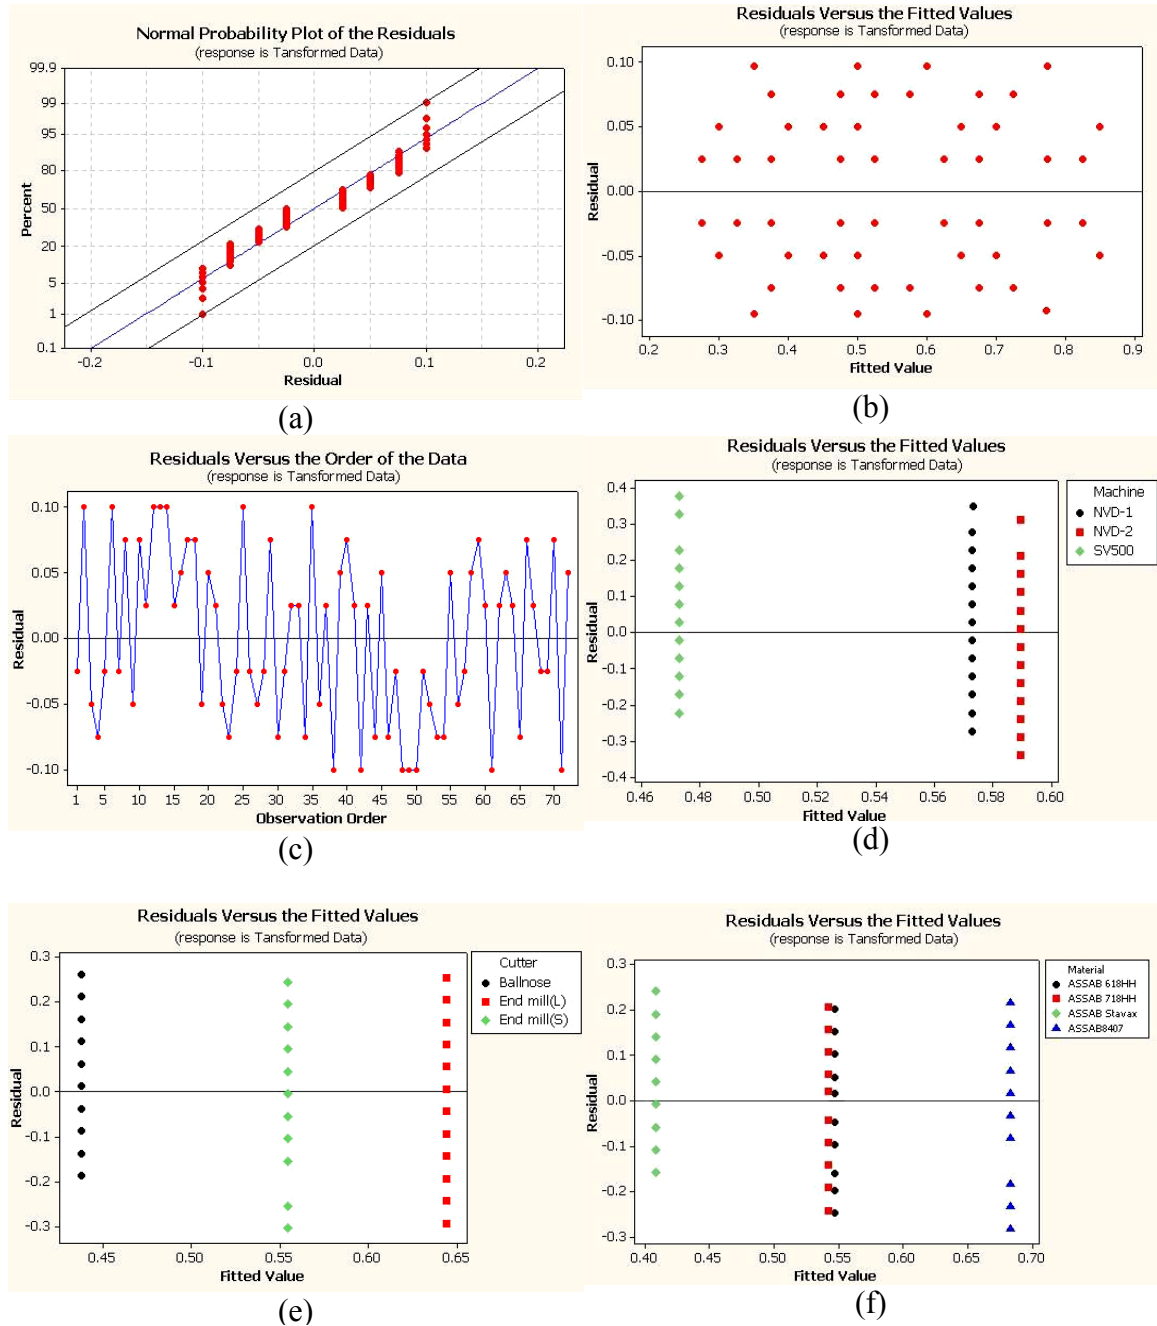 Normal Probability Plot of the Residuals
(response is Tansformed Data)
99.9
99
95
80
50
20
5
1
0.1
Percent
-0.2
-0.1
0.0
0.1
0.2
Residual
(a)
Residuals Versus the Fitted Values
(response is Tansformed Data)
0.10
0.05
0.00
-0.05
-0.10
Residual
0.2
0.3
0.4
0.5
0.6
0.7
0.8
0.9
Fitted Value
(b)
Residuals Versus the Order of the Data
(response is Tansformed Data)
0.10
0.05
0.00
-0.05
-0.10
Residual
1
5
10
15
20
25
30
35
40
45
50
55
60
65
70
Observation Order
(c)
Residuals Versus the Fitted Values
(response is Tansformed Data)
0.4
0.3
0.2
0.1
0.0
-0.1
-0.2
-0.3
-0.4
Residual
0.46
0.48
0.50
0.52
0.54
0.56
0.58
0.60
Fitted Value
Machine
NVD-1
NVD-2
SV500
(d)
Residuals Versus the Fitted Values
(response is Tansformed Data)
0.3
0.2
0.1
0.0
-0.1
-0.2
-0.3
Residual
0.45
0.50
0.55
0.60
0.65
Fitted Value
Cutter
Ballnose
End mill(L)
End mill(S)
(e)
Residuals Versus the Fitted Values
(response is Tansformed Data)
0.3
0.2
0.1
0.0
-0.1
-0.2
-0.3
Residual
0.40
0.45
0.50
0.55
0.60
0.65
0.70
Fitted Value
Material
ASSAB 618HH
ASSAB 718HH
ASSAB Stavax
ASSAB8407
(f)